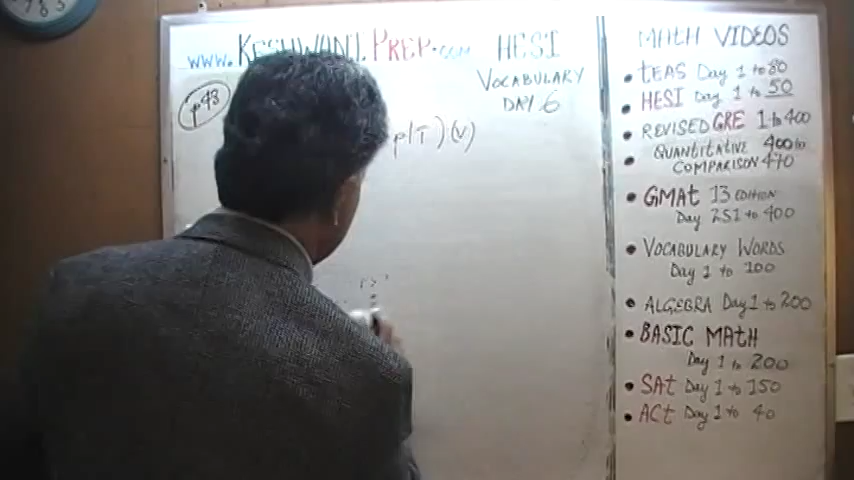 www. KESHWANI PREP.com
HESI
VOCABULARY
DAY 6
p48
p(T)(V)
MATH VIDEOS
• TEAS Day 1 to 80
• HESI Day 1 to 50
• REVISED GRE 1 to 400
• QUANTITATIVE 400 to
COMPARISON 470
• GMAT 13 EDITION
Day 251 to 400
• VOCABULARY WORDS
Day 1 to 100
• ALGEBRA Day 1 to 200
• BASIC MATH
Day 1 to 200
• SAT Day 1 to 150
• ACT Day 1 to 40